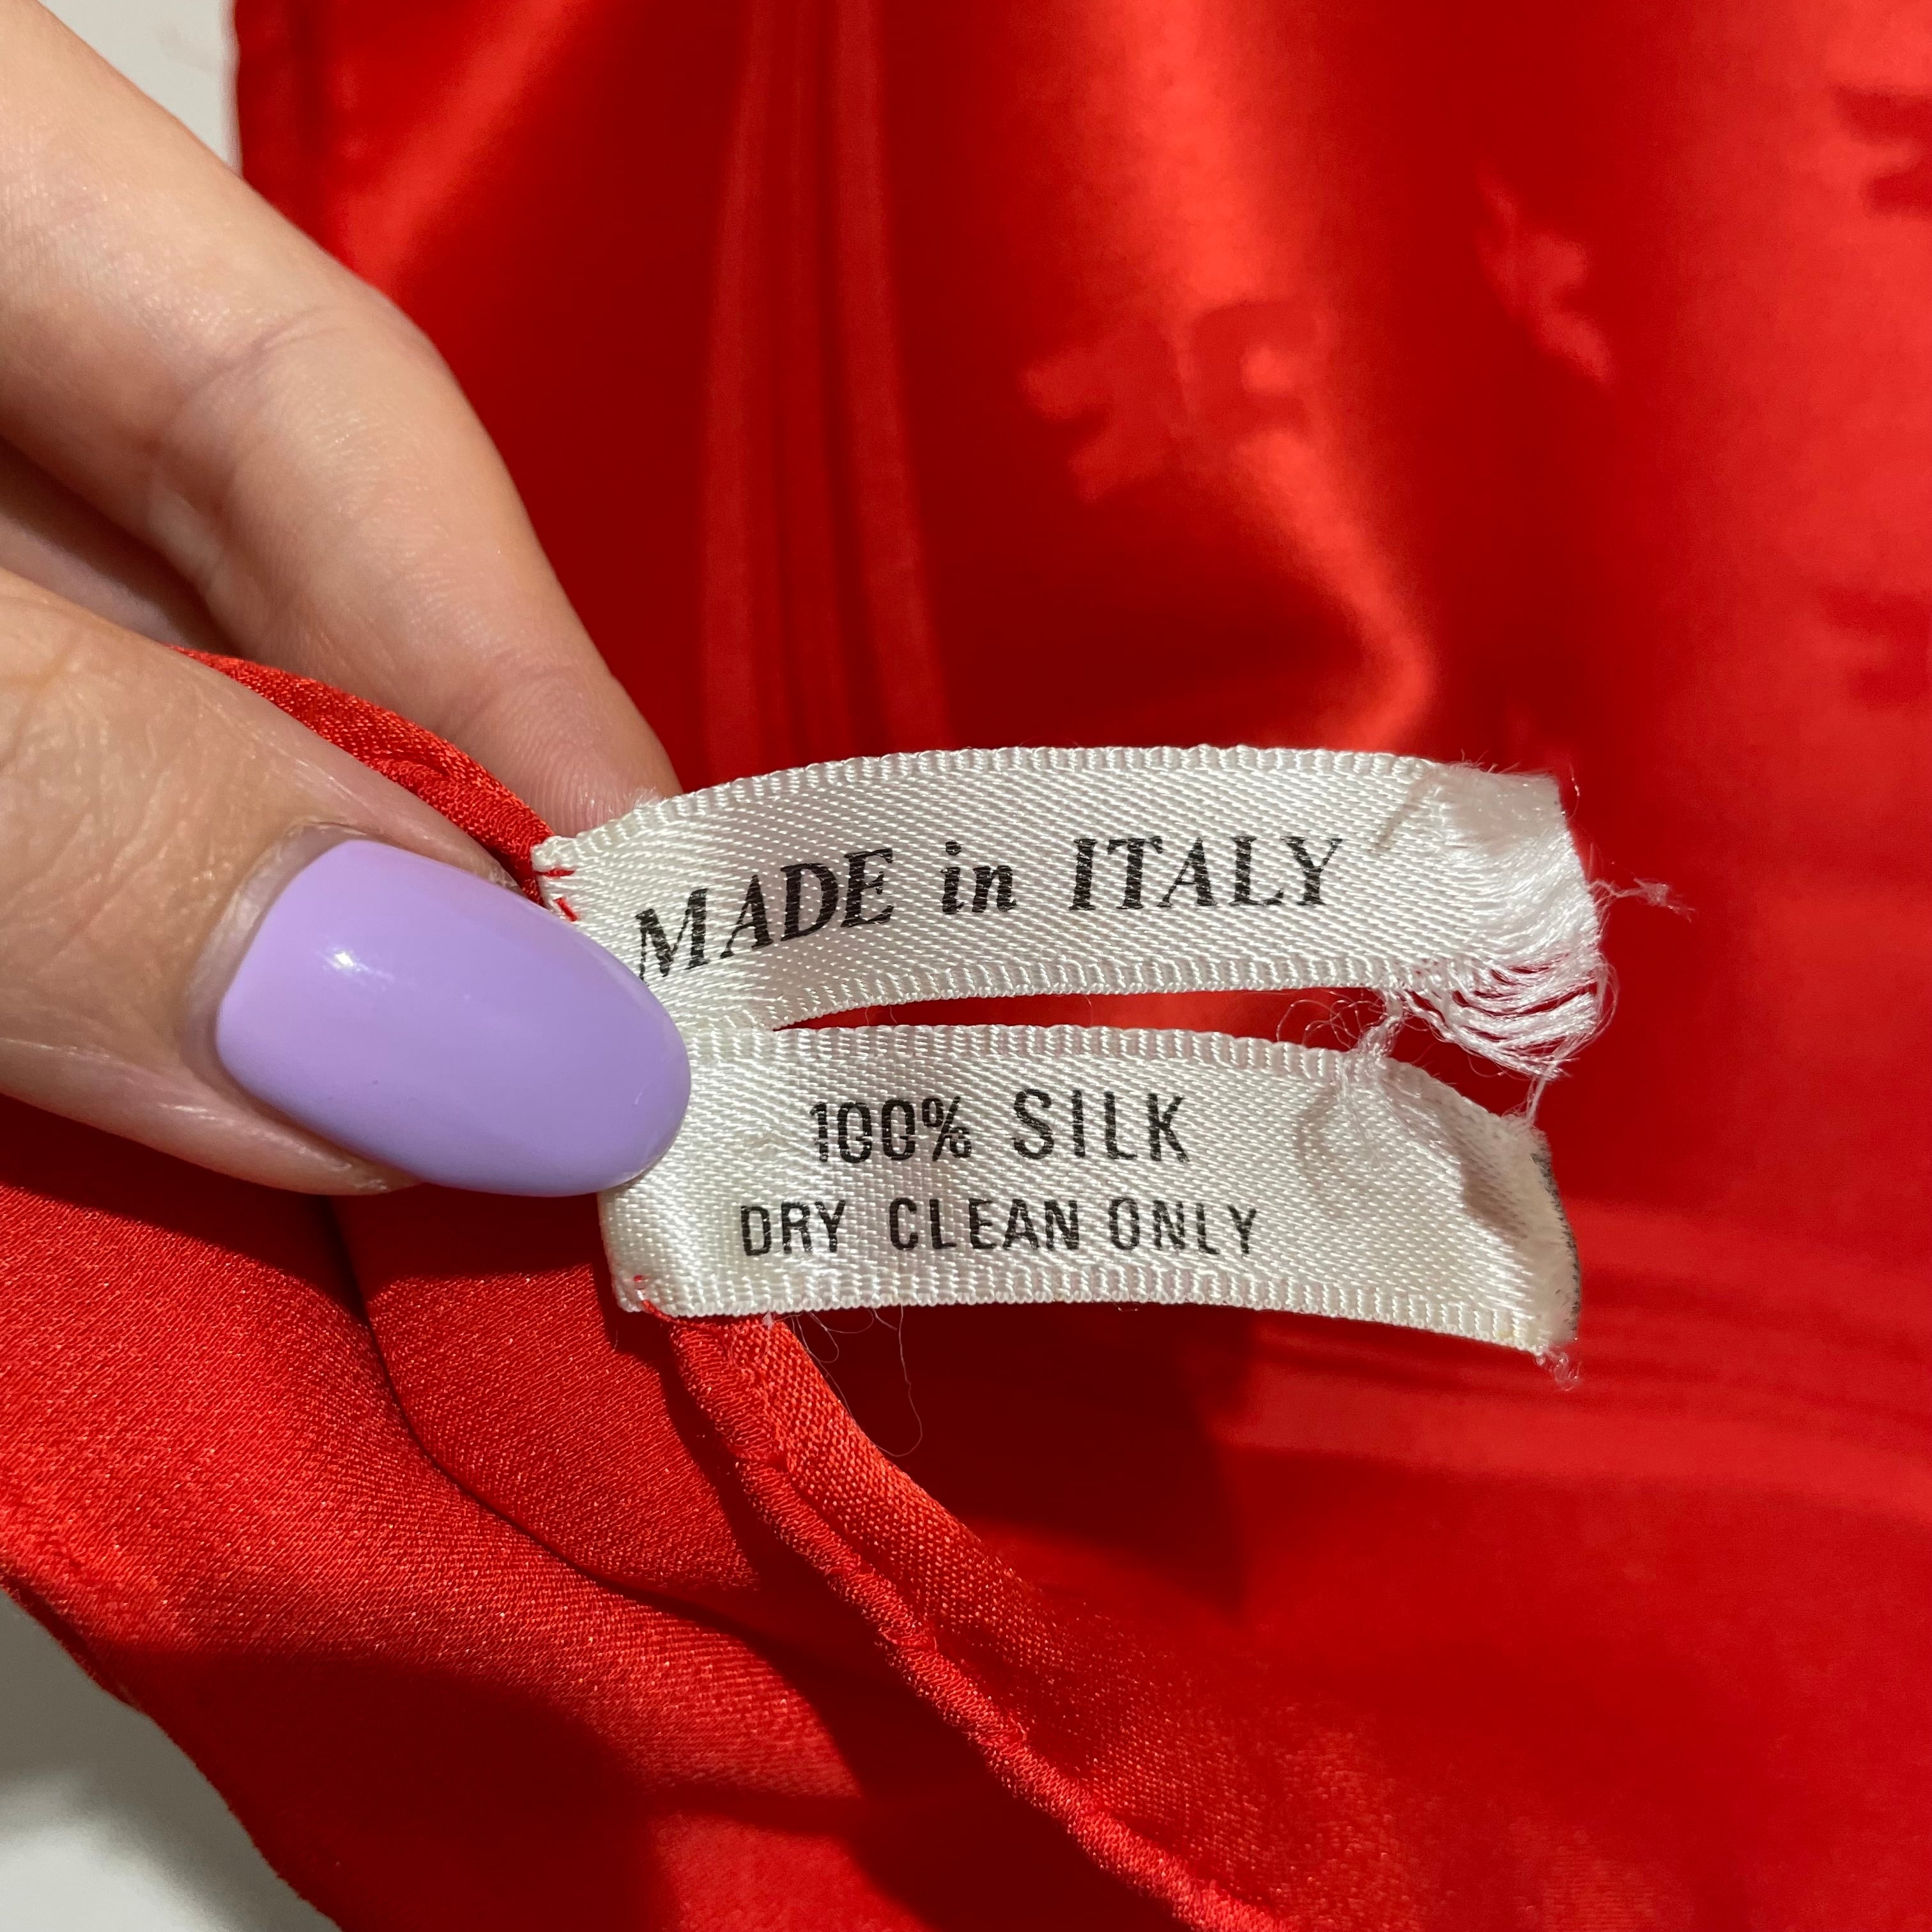 MADE in ITALY
100% SILK
DRY CLEAN ONLY